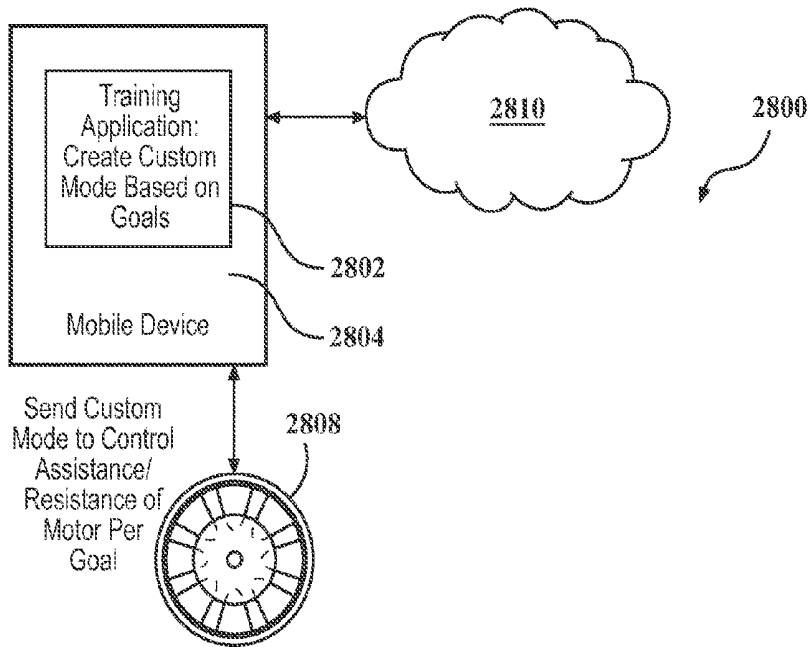 Training
Application:
Create Custom
Mode Based on
Goals
2810
2800
2802
2804
Mobile Device
Send Custom
Mode to Control
Assistance/
Resistance of
Motor Per
Goal
2808